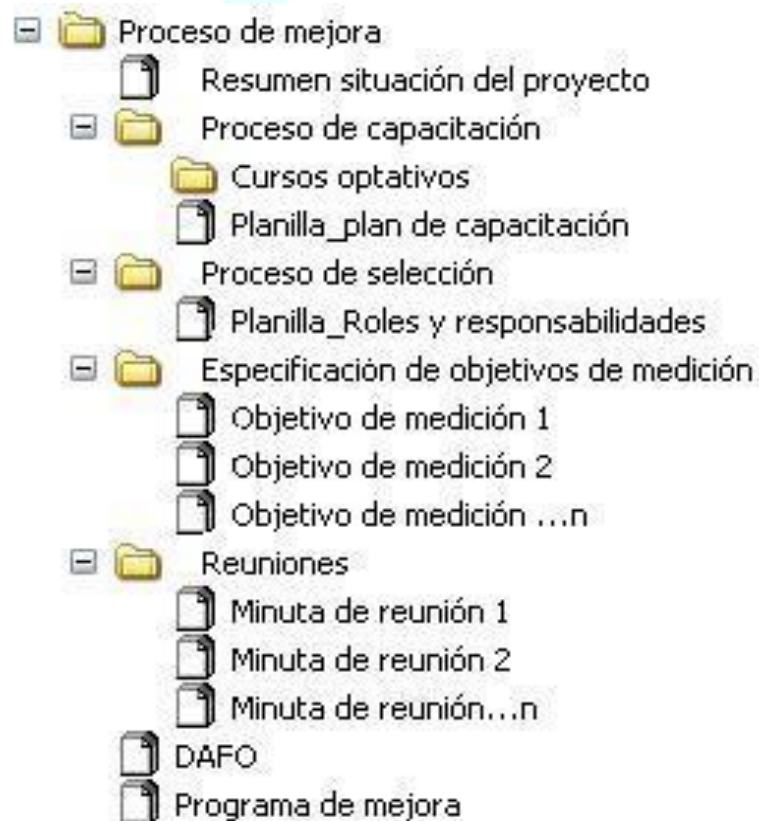 Proceso de mejora
Resumen situación del proyecto
Proceso de capacitación
Cursos optativos
Planilla_plan de capacitación
Proceso de selección
Planilla_Roles y responsabilidades
Especificación de objetivos de medición
Objetivo de medición 1
Objetivo de medición 2
Objetivo de medición ...n
Reuniones
Minuta de reunión 1
Minuta de reunión 2
Minuta de reunión...n
DAFO
Programa de mejora